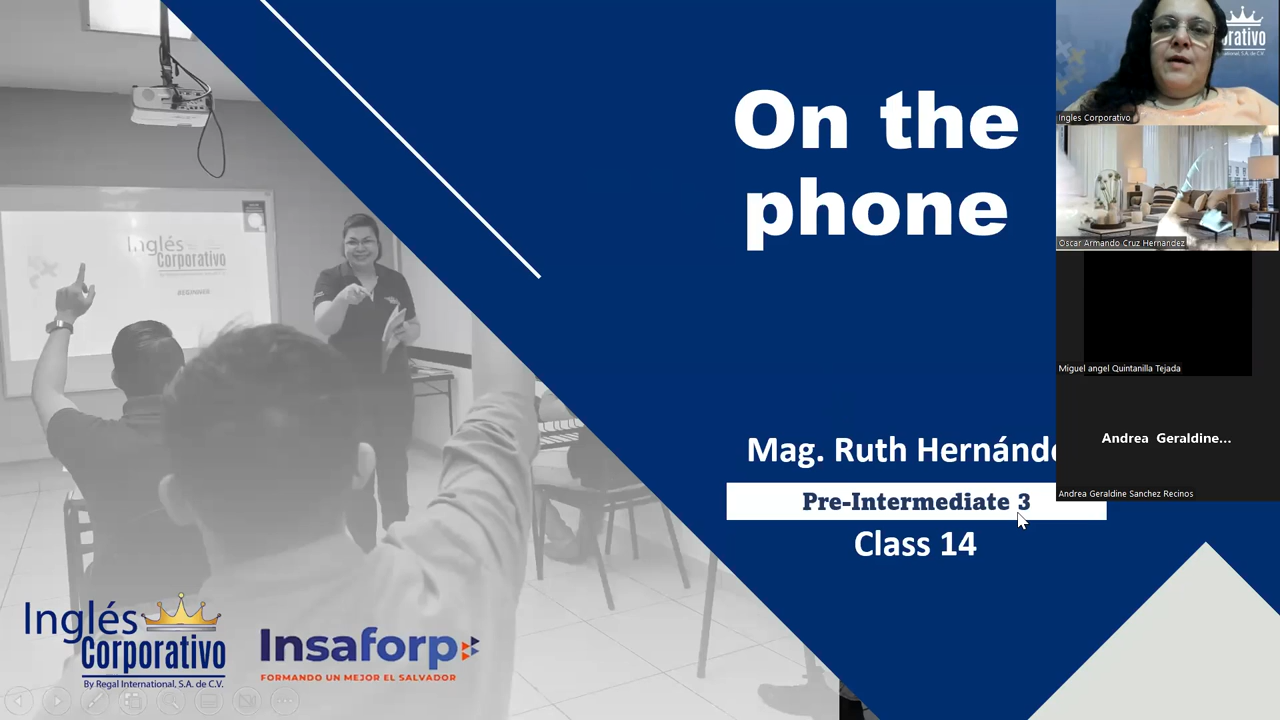 On the
phone
Mag. Ruth Hernánde
Pre-Intermediate 3
Class 14
Inglés
Corporativo
By Regal International, S.A. de C.V.
Insaforp
FORMANDO UN MEJOR EL SALVADOR
Inglés
Corporativo
Ingles Corporativo
Oscar Armando Cruz Hernandez
Miguel angel Quintanilla Tejada
Andrea Geraldine...
Andrea Geraldine Sanchez Recinos